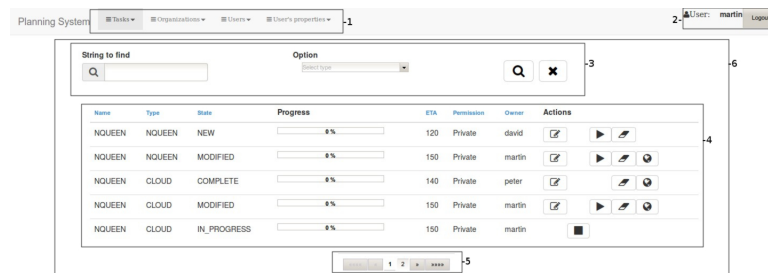 Planning System Tasks Organizations Users User's properties -1 2- User: martin Logou
String to find Option
Select type -3 -6
Name Type State Progress ETA Permission Owner Actions
NQUEEN NQUEEN NEW 0 % 120 Private david
-4
NQUEEN NQUEEN MODIFIED 0 % 150 Private martin
NQUEEN CLOUD COMPLETE 0 % 140 Private peter
NQUEEN CLOUD MODIFIED 0 % 150 Private martin
NQUEEN CLOUD IN_PROGRESS 0 % 150 Private martin
1 2 » »»» -5